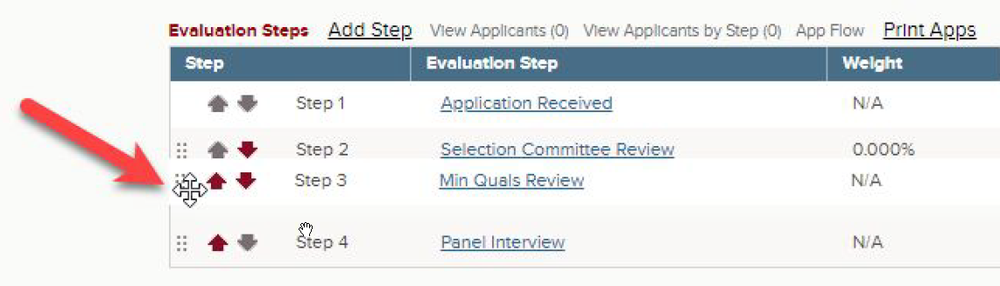 Evaluation Steps Add Step View Applicants (0) View Applicants by Step (0) App Flow Print Apps
Step Evaluation Step Weight
Step 1 Application Received N/A
Step 2 Selection Committee Review 0.000%
Step 3 Min Quals Review N/A
Step 4 Panel Interview N/A